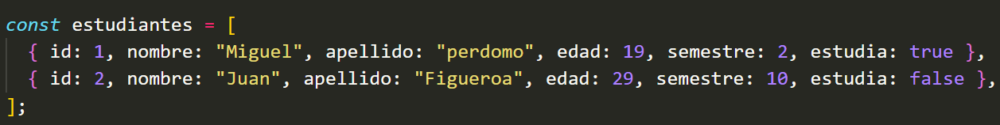 const estudiantes = [
{ id: 1, nombre: "Miguel", apellido: "perdomo", edad: 19, semestre: 2, estudia: true },
{ id: 2, nombre: "Juan", apellido: "Figueroa", edad: 29, semestre: 10, estudia: false },
];